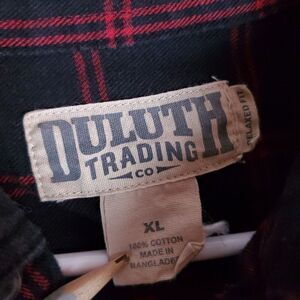 DULUTH
TRADING
CO
RELAXED FIT
XL
100% COTTON
MADE IN
BANGLADESH